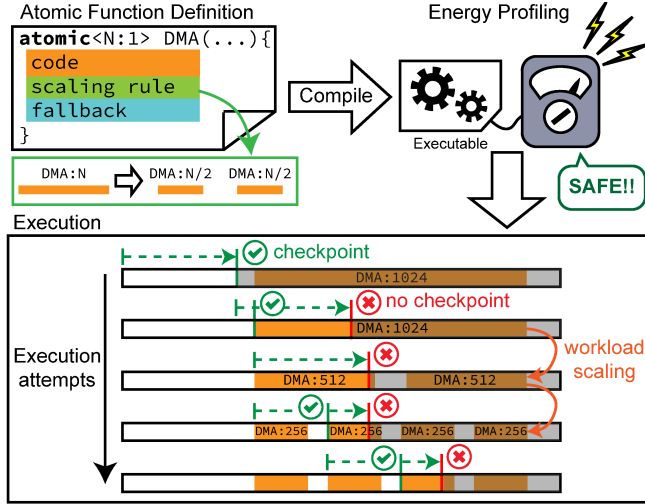 Atomic Function Definition
atomic<N:1> DMA(...){
code
scaling rule
fallback
}
DMA:N
DMA:N/2
DMA:N/2
Compile
Energy Profiling
Executable
SAFE!!
Execution
checkpoint
DMA:1024
no checkpoint
DMA:1024
Execution
attempts
workload
scaling
DMA:512
DMA:512
DMA:256
DMA:256
DMA:256
DMA:256